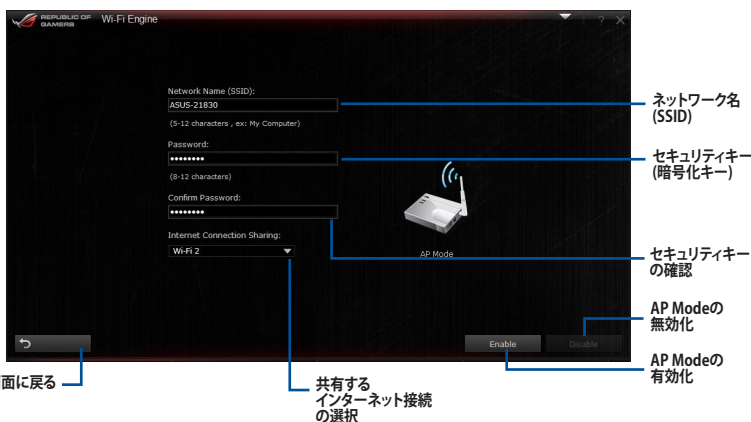 REPUBLIC OF
GAMERS
Wi-Fi Engine
? ×
Network Name (SSID):
ASUS-21830
(5-12 characters , ex: My Computer)
Password:
••••••••
(8-12 characters)
Confirm Password:
••••••••
Internet Connection Sharing:
Wi-Fi 2
AP Mode
Enable
Disable
ネットワーク名
(SSID)
セキュリティキー
(暗号化キー)
セキュリティキー
の確認
AP Modeの
無効化
AP Modeの
有効化
面に戻る
共有する
インターネット接続
の選択